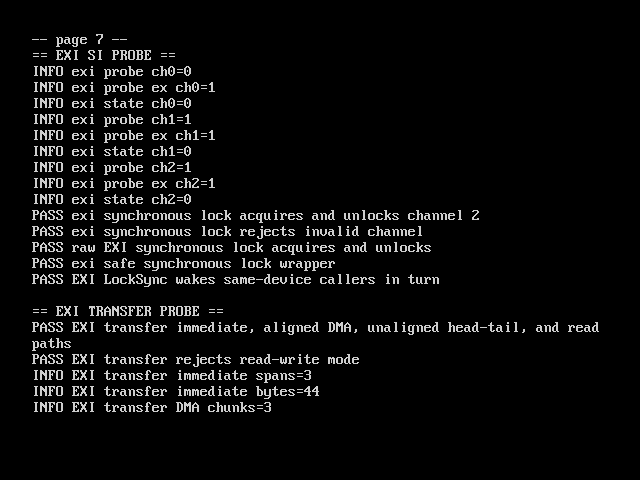 -- page 7 --
== EXI SI PROBE ==
INFO exi probe ch0=0
INFO exi probe ex ch0=1
INFO exi state ch0=0
INFO exi probe ch1=1
INFO exi probe ex ch1=1
INFO exi state ch1=0
INFO exi probe ch2=1
INFO exi probe ex ch2=1
INFO exi state ch2=0
PASS exi synchronous lock acquires and unlocks channel 2
PASS exi synchronous lock rejects invalid channel
PASS raw EXI synchronous lock acquires and unlocks
PASS exi safe synchronous lock wrapper
PASS EXI LockSync wakes same-device callers in turn
== EXI TRANSFER PROBE ==
PASS EXI transfer immediate, aligned DMA, unaligned head-tail, and read
paths
PASS EXI transfer rejects read-write mode
INFO EXI transfer immediate spans=3
INFO EXI transfer immediate bytes=44
INFO EXI transfer DMA chunks=3